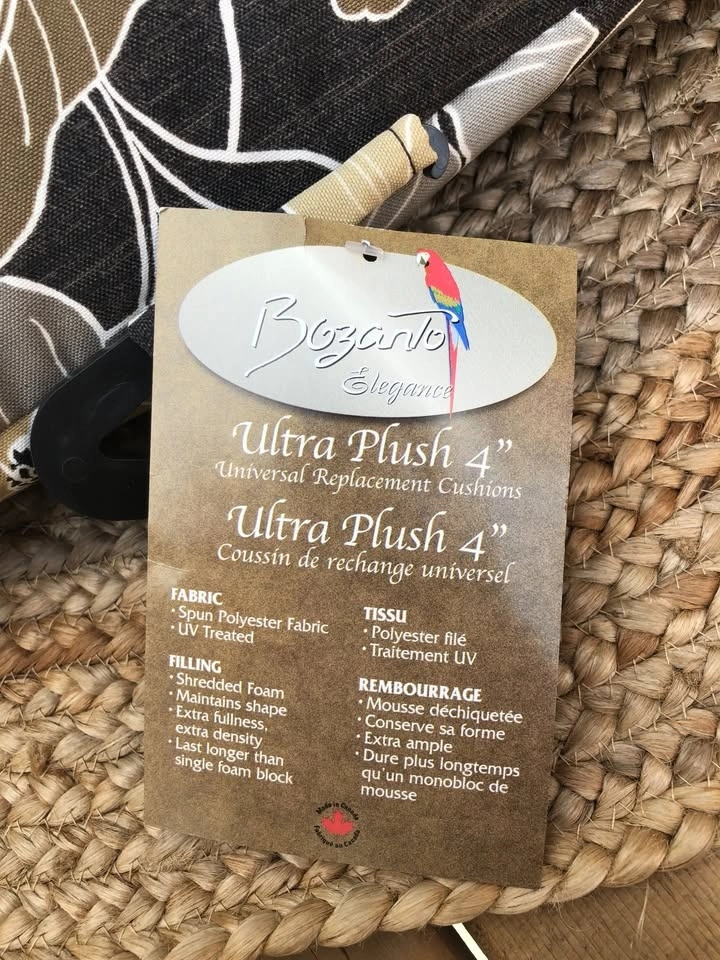 Bozanto
Elegance
Ultra Plush 4”
Universal Replacement Cushions
Ultra Plush 4”
Coussin de rechange universel
FABRIC
• Spun Polyester Fabric
• UV Treated
FILLING
• Shredded Foam
• Maintains shape
• Extra fullness,
extra density
• Last longer than
single foam block
TISSU
• Polyester filé
• Traitement UV
REMBOURRAGE
• Mousse déchiquetée
• Conserve sa forme
• Extra ample
• Dure plus longtemps
qu'un monobloc de
mousse
Made in Canada
Fabriqué au Canada